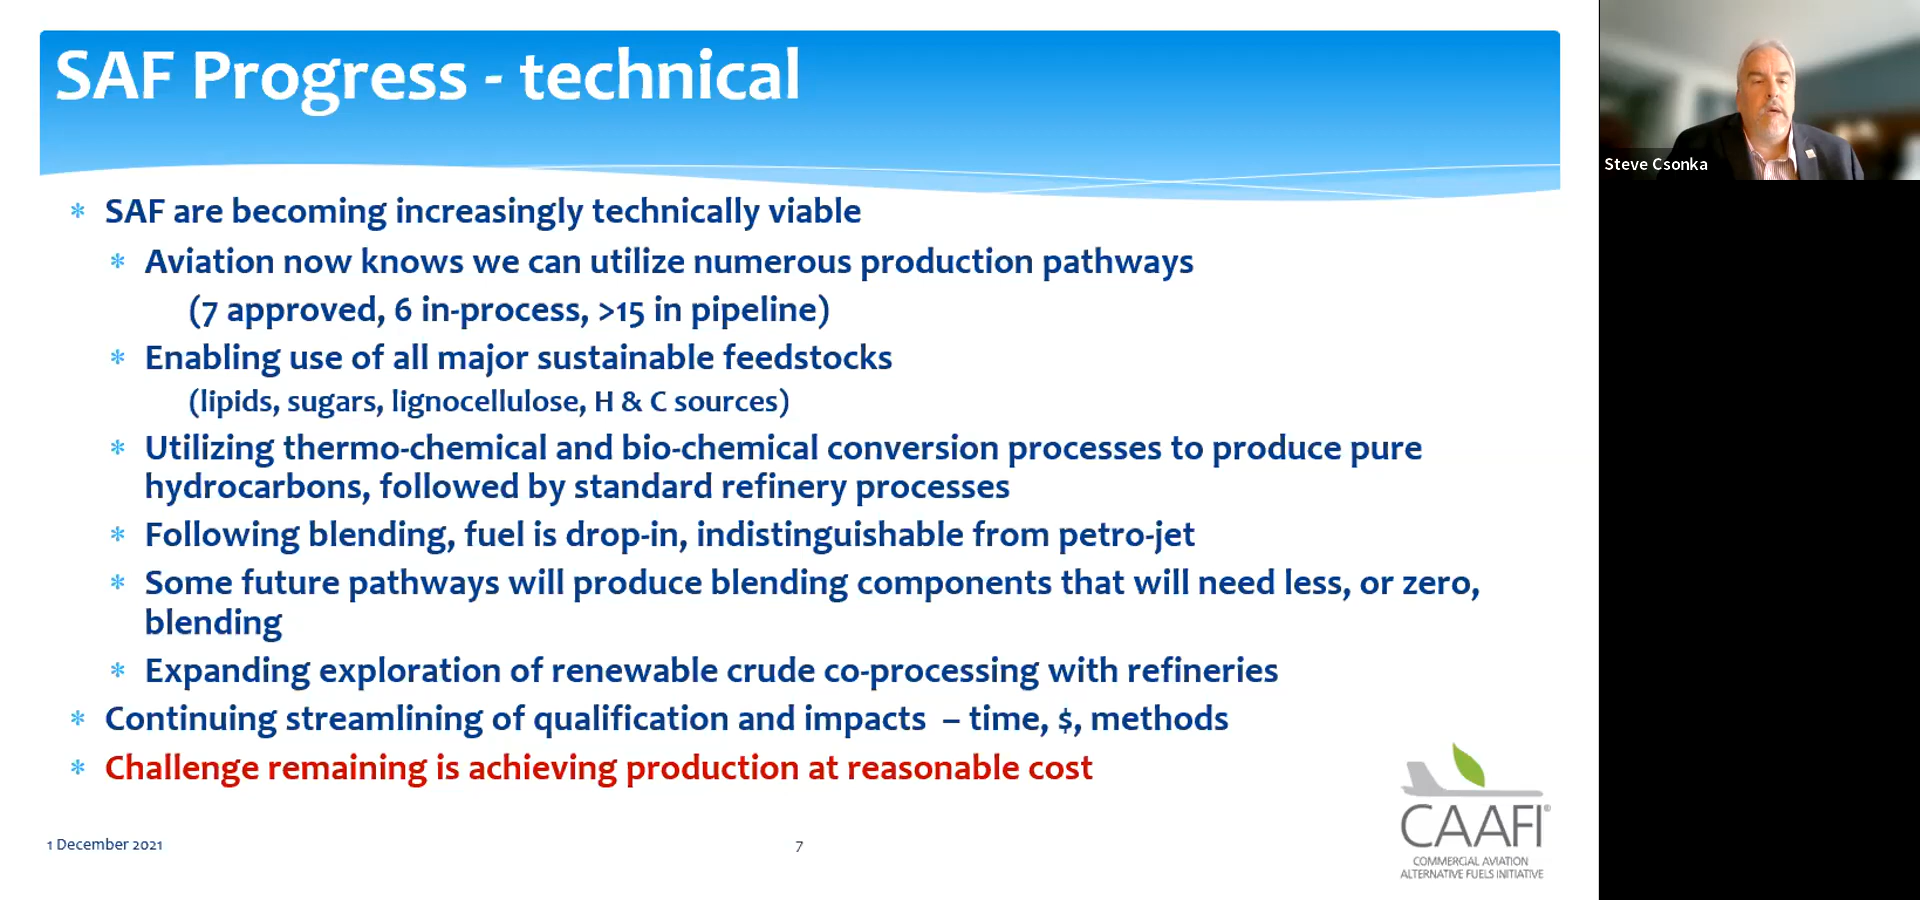 SAF Progress - technical
* SAF are becoming increasingly technically viable
* Aviation now knows we can utilize numerous production pathways
(7 approved, 6 in-process, >15 in pipeline)
* Enabling use of all major sustainable feedstocks
(lipids, sugars, lignocellulose, H & C sources)
* Utilizing thermo-chemical and bio-chemical conversion processes to produce pure
hydrocarbons, followed by standard refinery processes
* Following blending, fuel is drop-in, indistinguishable from petro-jet
* Some future pathways will produce blending components that will need less, or zero,
blending
* Expanding exploration of renewable crude co-processing with refineries
* Continuing streamlining of qualification and impacts – time, $, methods
* Challenge remaining is achieving production at reasonable cost
1 December 2021
7
CAAFI®
COMMERCIAL AVIATION
ALTERNATIVE FUELS INITIATIVE
Steve Csonka